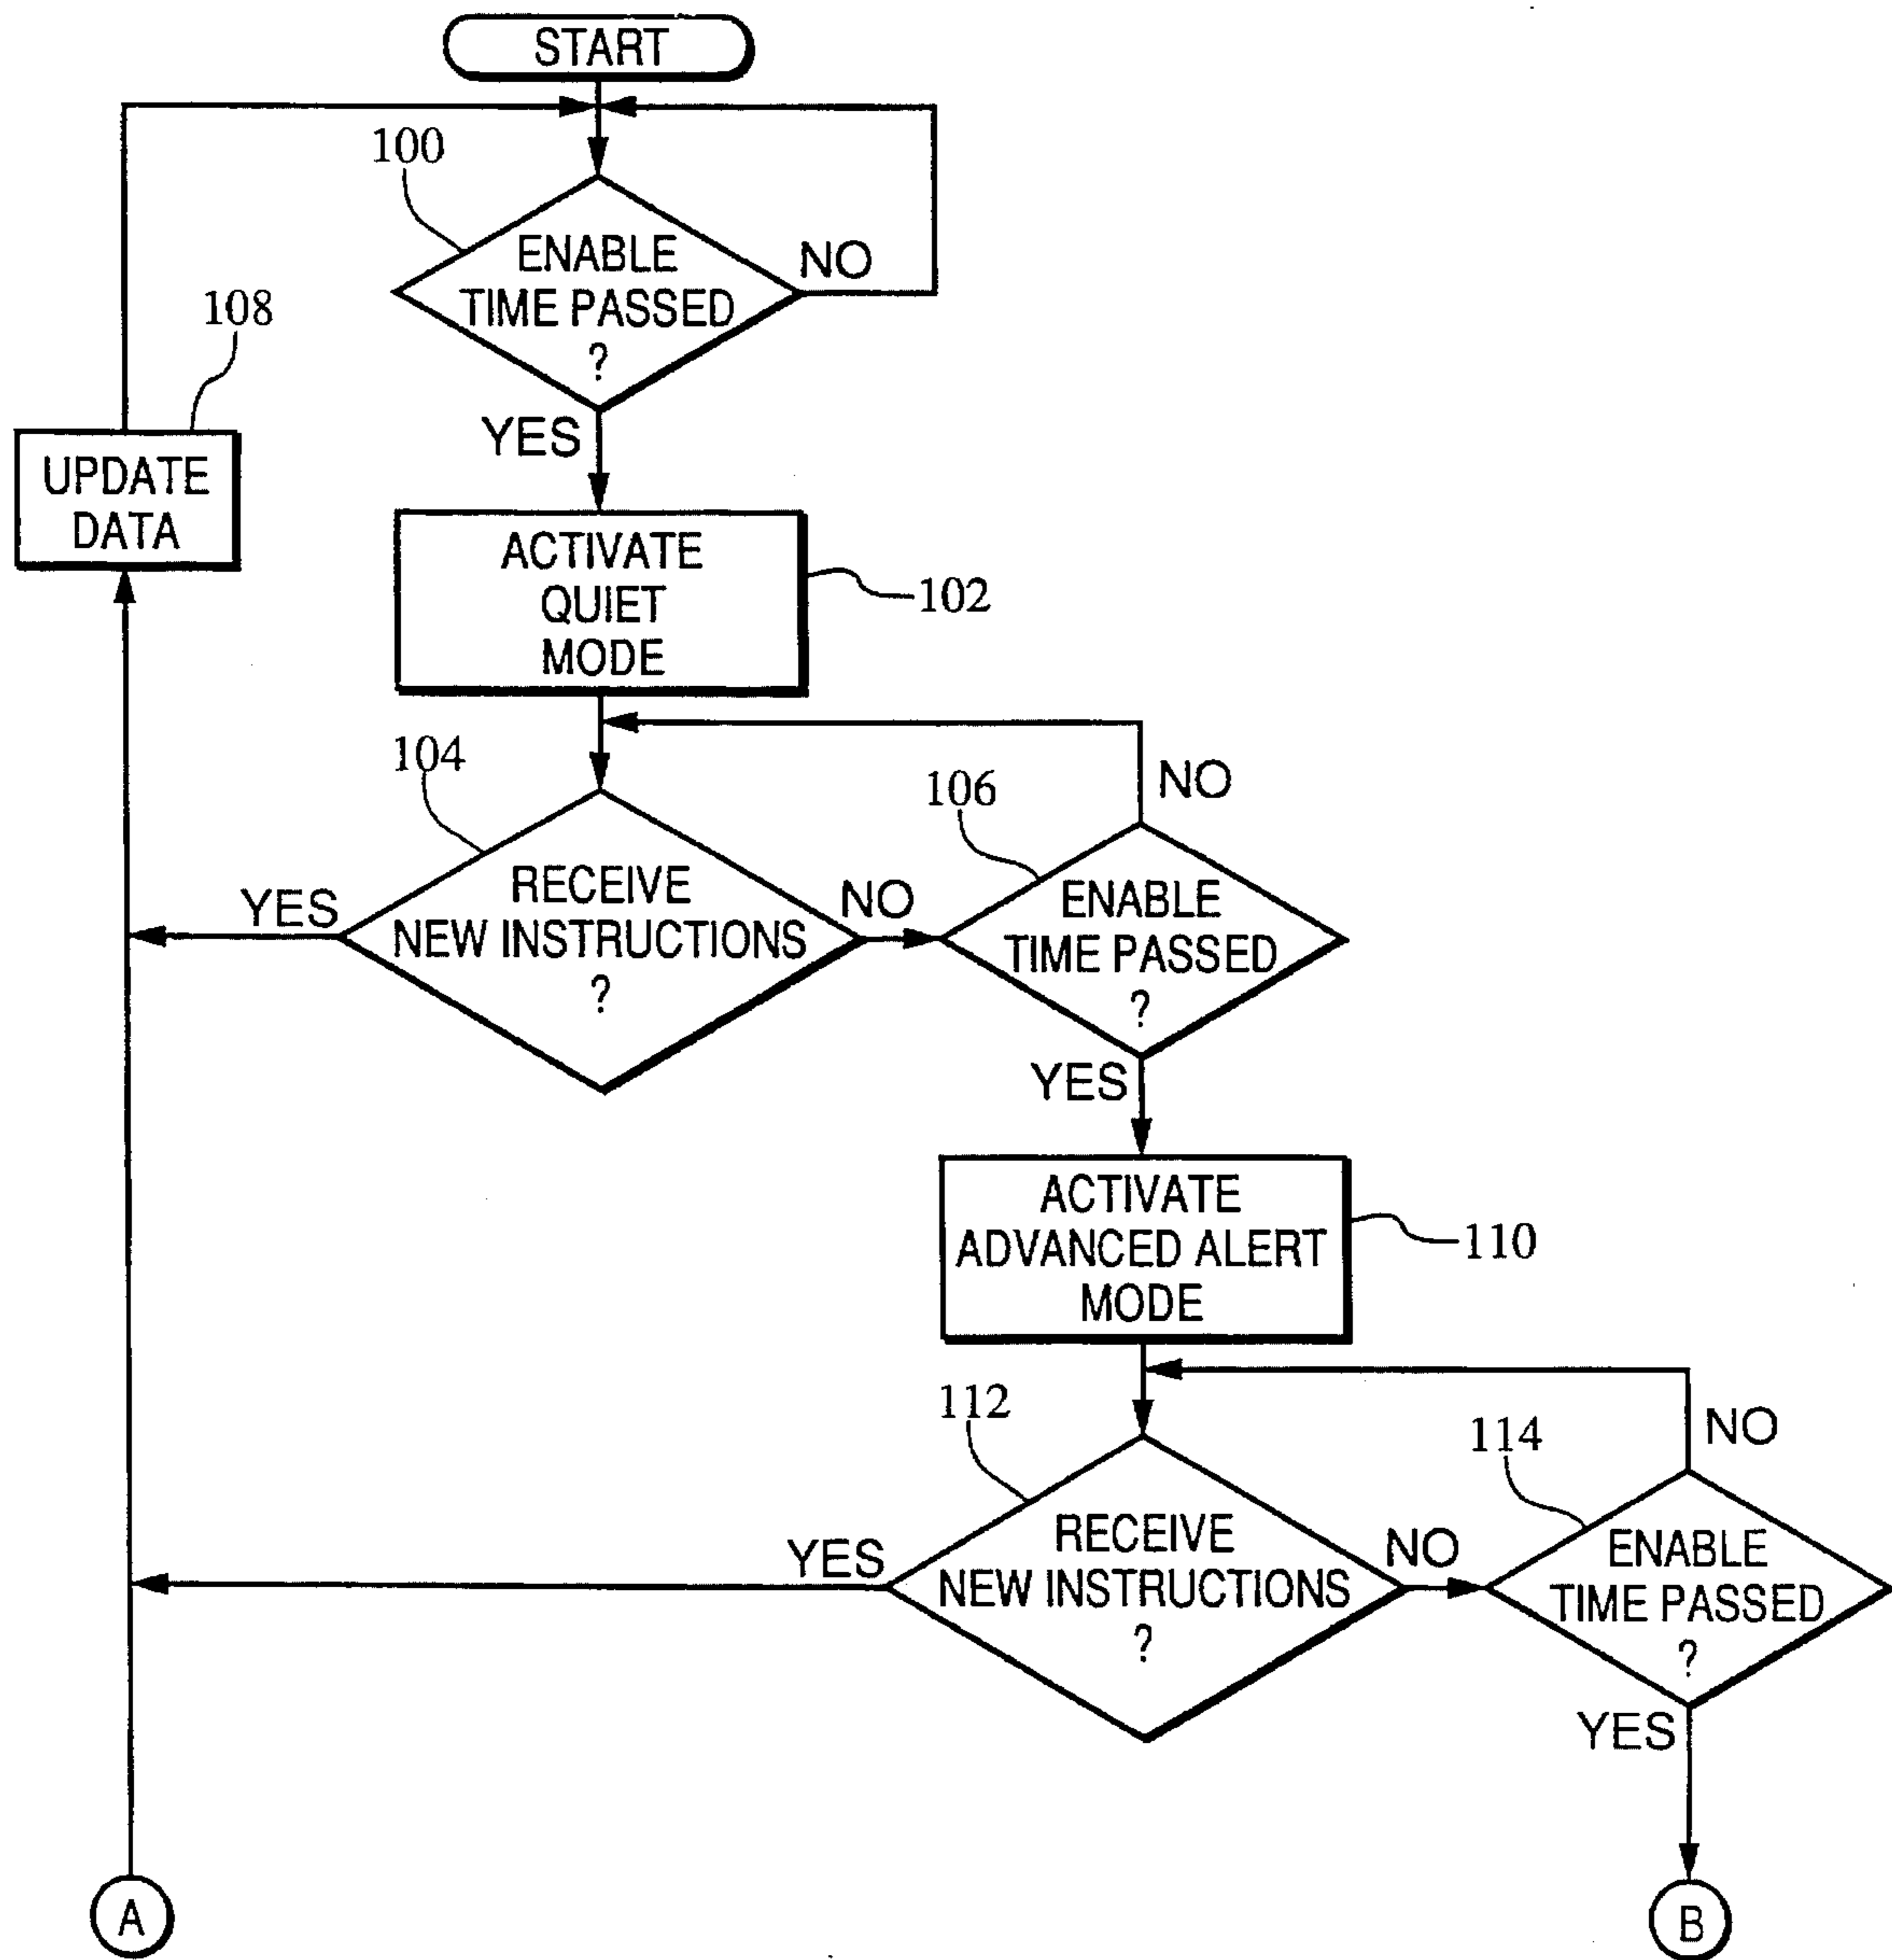 START
100
ENABLE
TIME PASSED
?
NO
YES
108
UPDATE
DATA
ACTIVATE
QUIET
MODE
102
104
RECEIVE
NEW INSTRUCTIONS
?
YES
NO
106
ENABLE
TIME PASSED
?
NO
YES
ACTIVATE
ADVANCED ALERT
MODE
110
112
RECEIVE
NEW INSTRUCTIONS
?
YES
NO
114
ENABLE
TIME PASSED
?
NO
YES
A
B